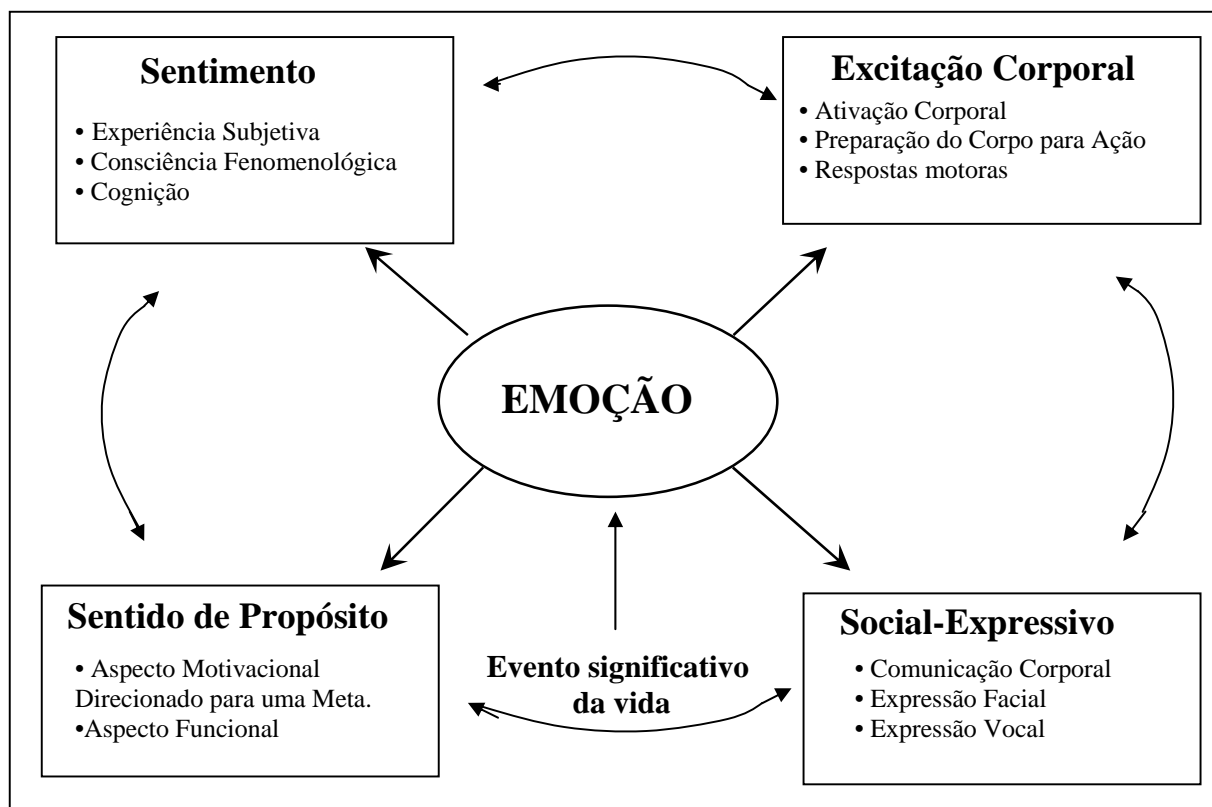 Sentimento
• Experiência Subjetiva
• Consciência Fenomenológica
• Cognição
Excitação Corporal
• Ativação Corporal
• Preparação do Corpo para Ação
• Respostas motoras
EMOÇÃO
Sentido de Propósito
• Aspecto Motivacional
Direcionado para uma Meta.
•Aspecto Funcional
Evento significativo
da vida
Social-Expressivo
• Comunicação Corporal
• Expressão Facial
• Expressão Vocal